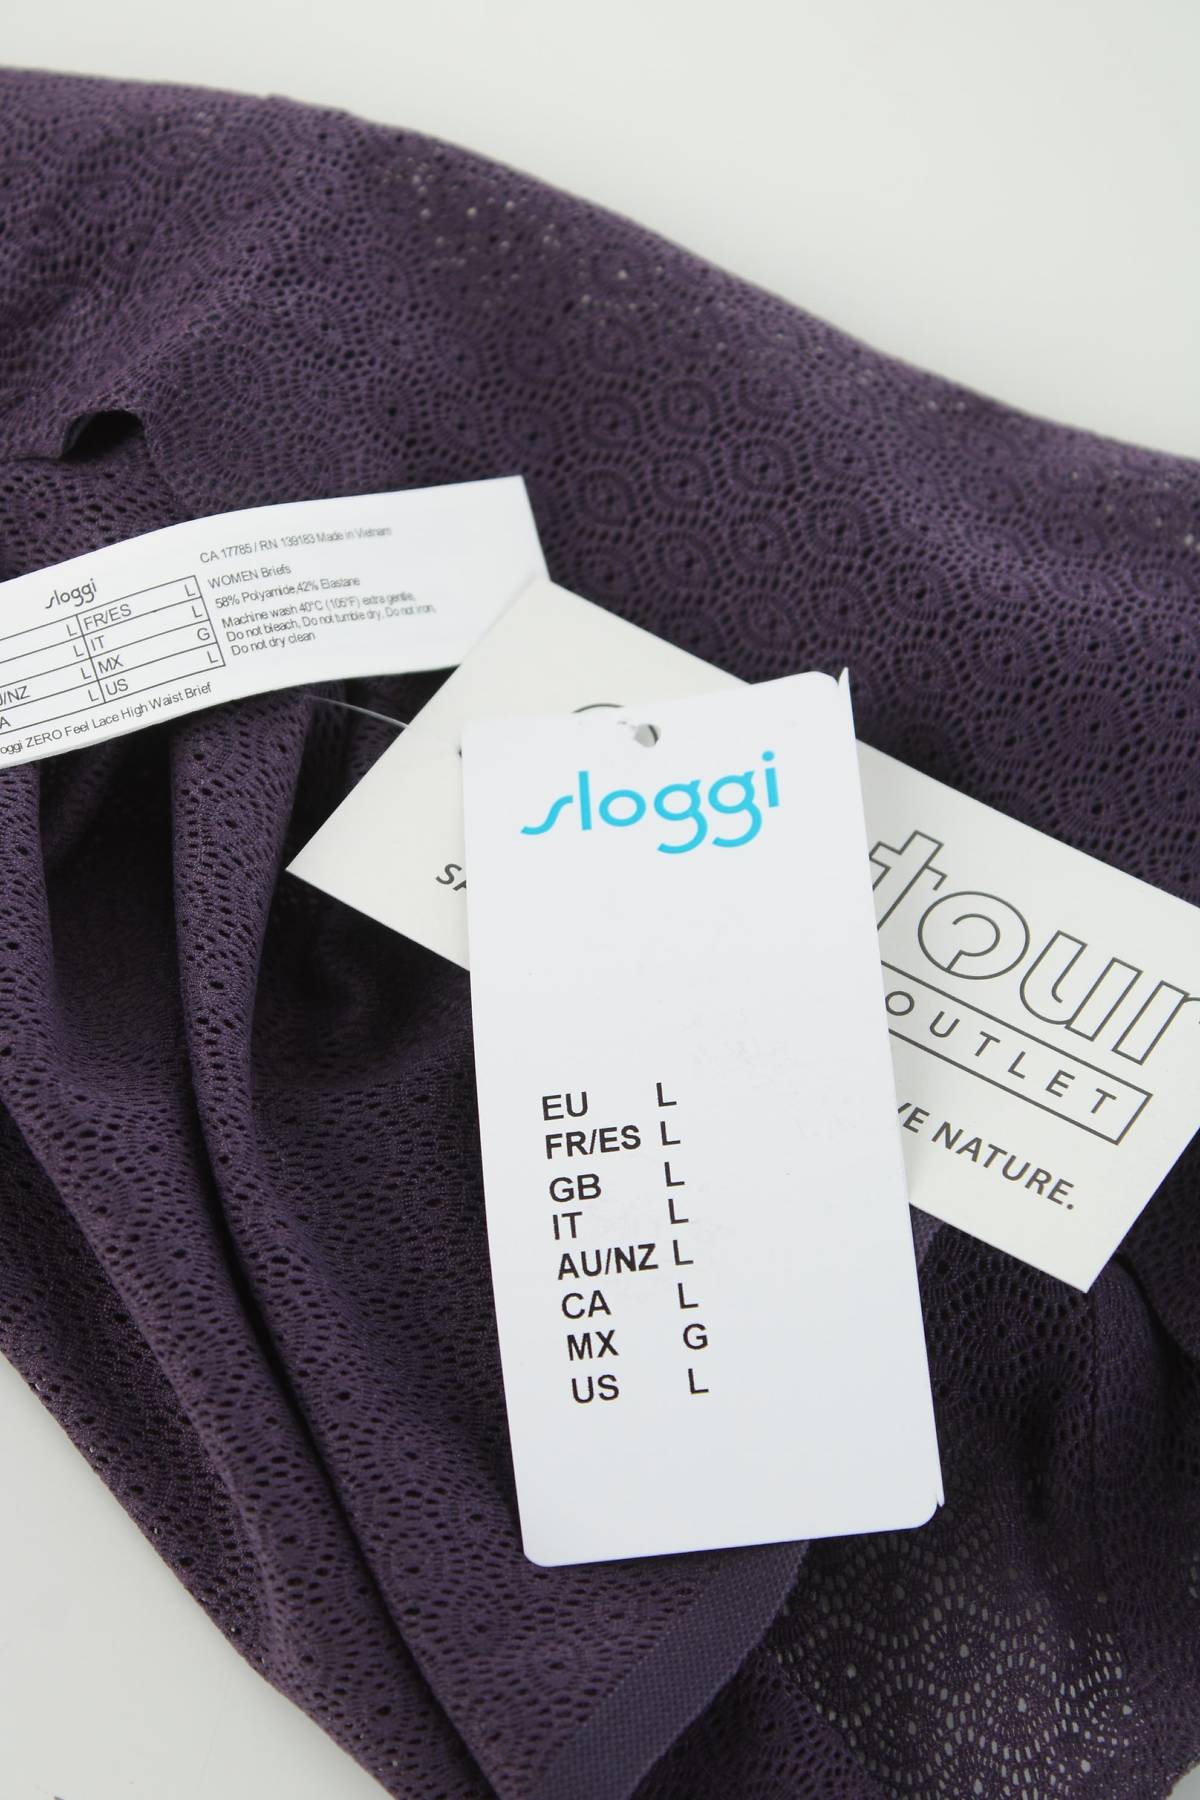 CA 17785 / RN 139183 Made in Vietnam
sloggi
WOMEN Briefs
58% Polyamide,42% Elastane
Machine wash 40°C (105°F) extra gentle,
Do not bleach, Do not tumble dry, Do not iron,
Do not dry clean
L FR/ES L
L IT L
L MX G
L US L
ZERO Feel Lace High Waist Brief
sloggi
EU L
FR/ES L
GB L
IT L
AU/NZ L
CA L
MX G
US L
OUTLET
NATURE.